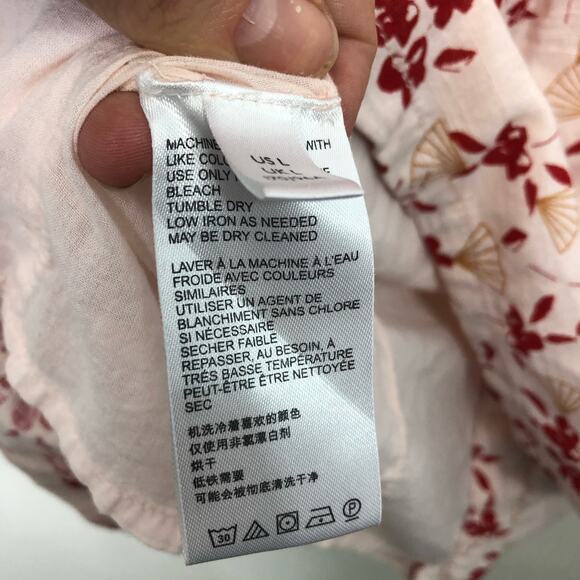 US L
UK L
MACHINE WITH
LIKE COLO
USE ONLY
BLEACH
TUMBLE DRY
LOW IRON AS NEEDED
MAY BE DRY CLEANED
LAVER À LA MACHINE À L'EAU
FROIDE AVEC COULEURS
SIMILAIRES
UTILISER UN AGENT DE
BLANCHIMENT SANS CHLORE
SI NÉCESSAIRE
SECHER FAIBLE
REPASSER, AU BESOIN, À
TRÈS BASSE TEMPÉRATURE
PEUT-ÊTRE ÊTRE NETTOYÉE
SEC
机洗冷着喜欢的颜色
仅使用非氯漂白剂
烘干
低铁需要
可能会被彻底清洗干净
30
P